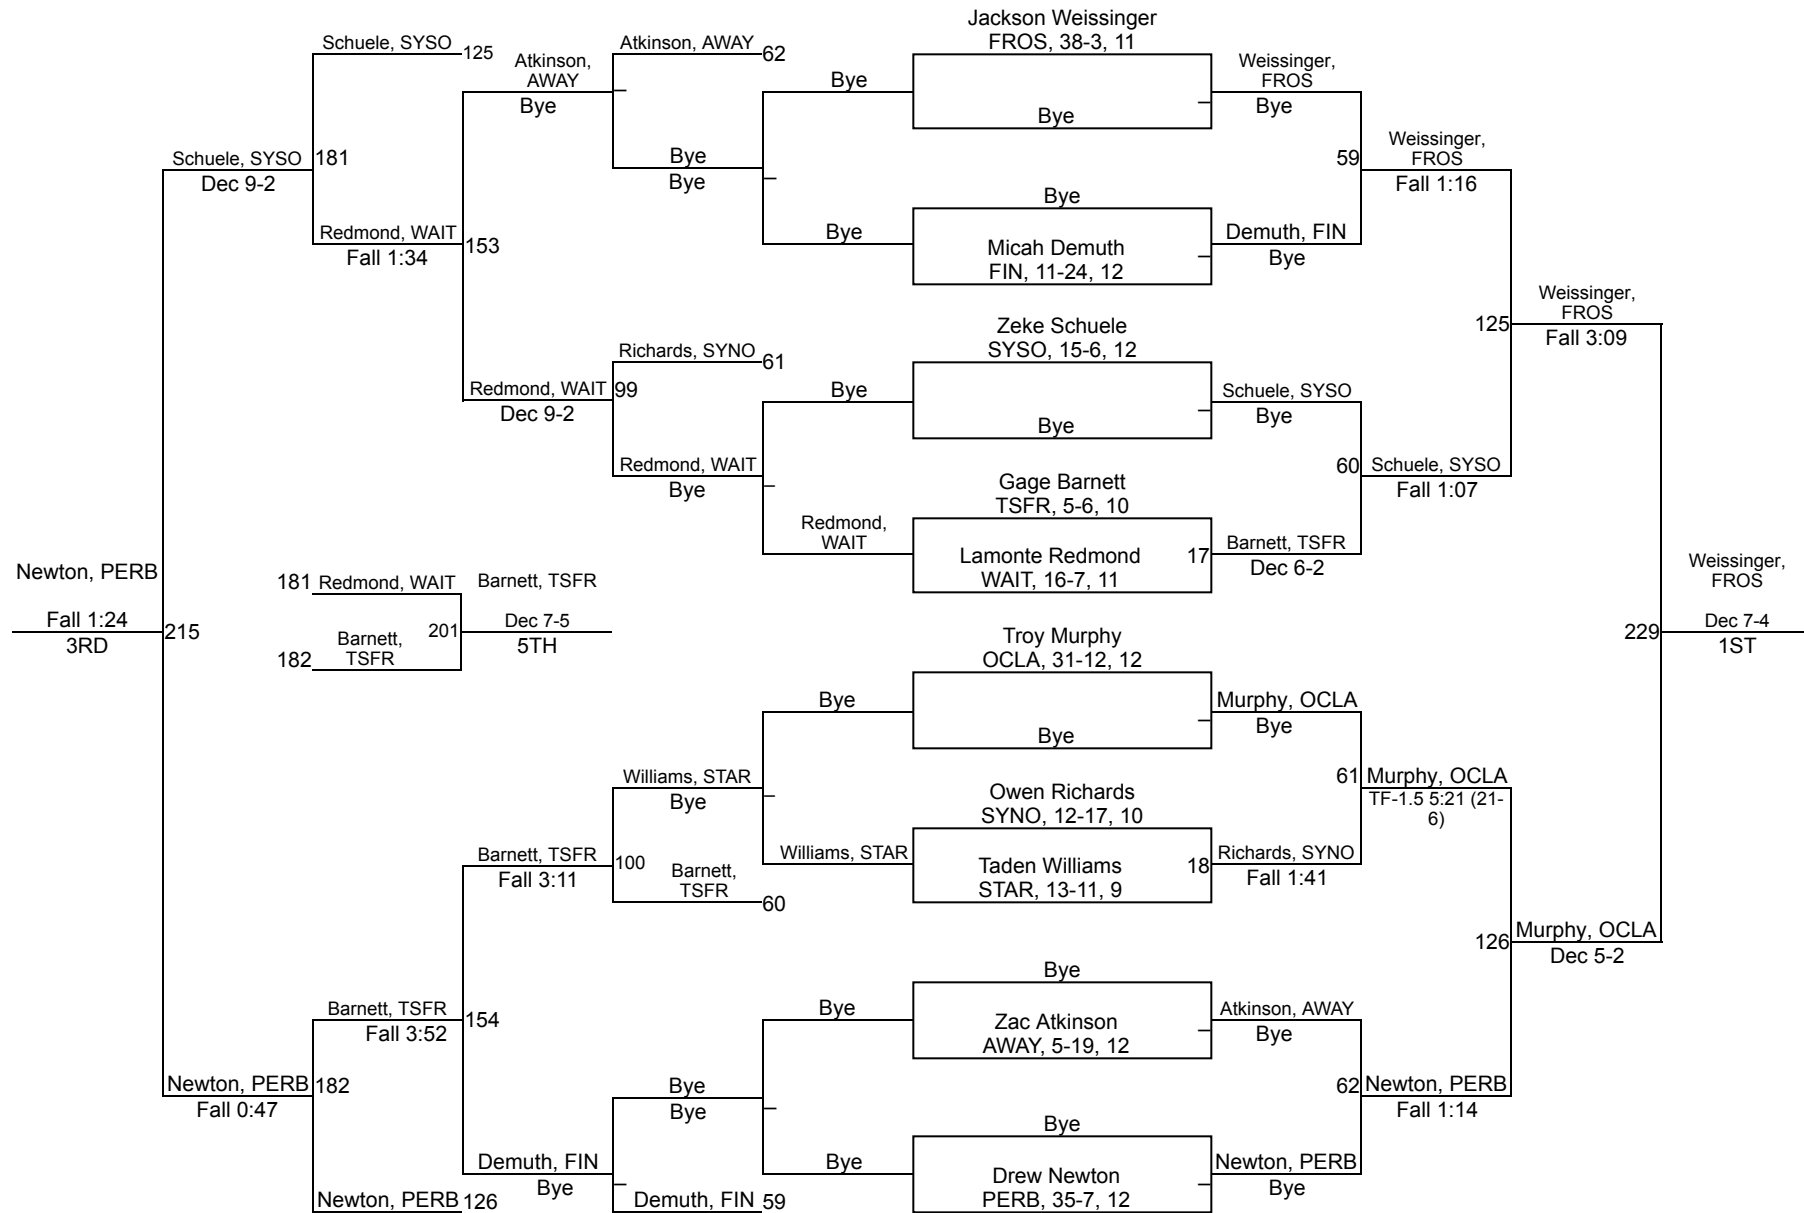 Jackson Weissinger
FROS, 38-3, 11
Schuele, SYSO
125
Atkinson,
AWAY
Bye
Atkinson, AWAY
62
Bye
Bye
Weissinger,
FROS
Bye
Schuele, SYSO
Dec 9-2
181
Bye
Bye
59
Weissinger,
FROS
Fall 1:16
Redmond, WAIT
Fall 1:34
153
Bye
Bye
Micah Demuth
FIN, 11-24, 12
Demuth, FIN
Bye
Zeke Schuele
SYSO, 15-6, 12
125
Weissinger,
FROS
Fall 3:09
Richards, SYNO
61
Redmond, WAIT
Dec 9-2
99
Bye
Bye
Schuele, SYSO
Bye
Redmond, WAIT
Bye
Gage Barnett
TSFR, 5-6, 10
60
Schuele, SYSO
Fall 1:07
Redmond,
WAIT
Lamonte Redmond
WAIT, 16-7, 11
17
Barnett, TSFR
Dec 6-2
Newton, PERB
Fall 1:24
3RD
215
181
Redmond, WAIT
182
Barnett,
TSFR
201
Barnett, TSFR
Dec 7-5
5TH
229
Weissinger,
FROS
Dec 7-4
1ST
Troy Murphy
OCLA, 31-12, 12
Bye
Bye
Murphy, OCLA
Bye
Williams, STAR
Bye
Owen Richards
SYNO, 12-17, 10
61
Murphy, OCLA
TF-1.5 5:21 (21-
6)
Barnett, TSFR
Fall 3:11
100
Barnett,
TSFR
60
Williams, STAR
Taden Williams
STAR, 13-11, 9
18
Richards, SYNO
Fall 1:41
126
Murphy, OCLA
Dec 5-2
Barnett, TSFR
Fall 3:52
154
Bye
Bye
Zac Atkinson
AWAY, 5-19, 12
Atkinson, AWAY
Bye
Newton, PERB
Fall 0:47
182
Bye
Bye
62
Newton, PERB
Fall 1:14
Demuth, FIN
Bye
Bye
Bye
Drew Newton
PERB, 35-7, 12
Newton, PERB
Bye
Newton, PERB
126
Demuth, FIN
59